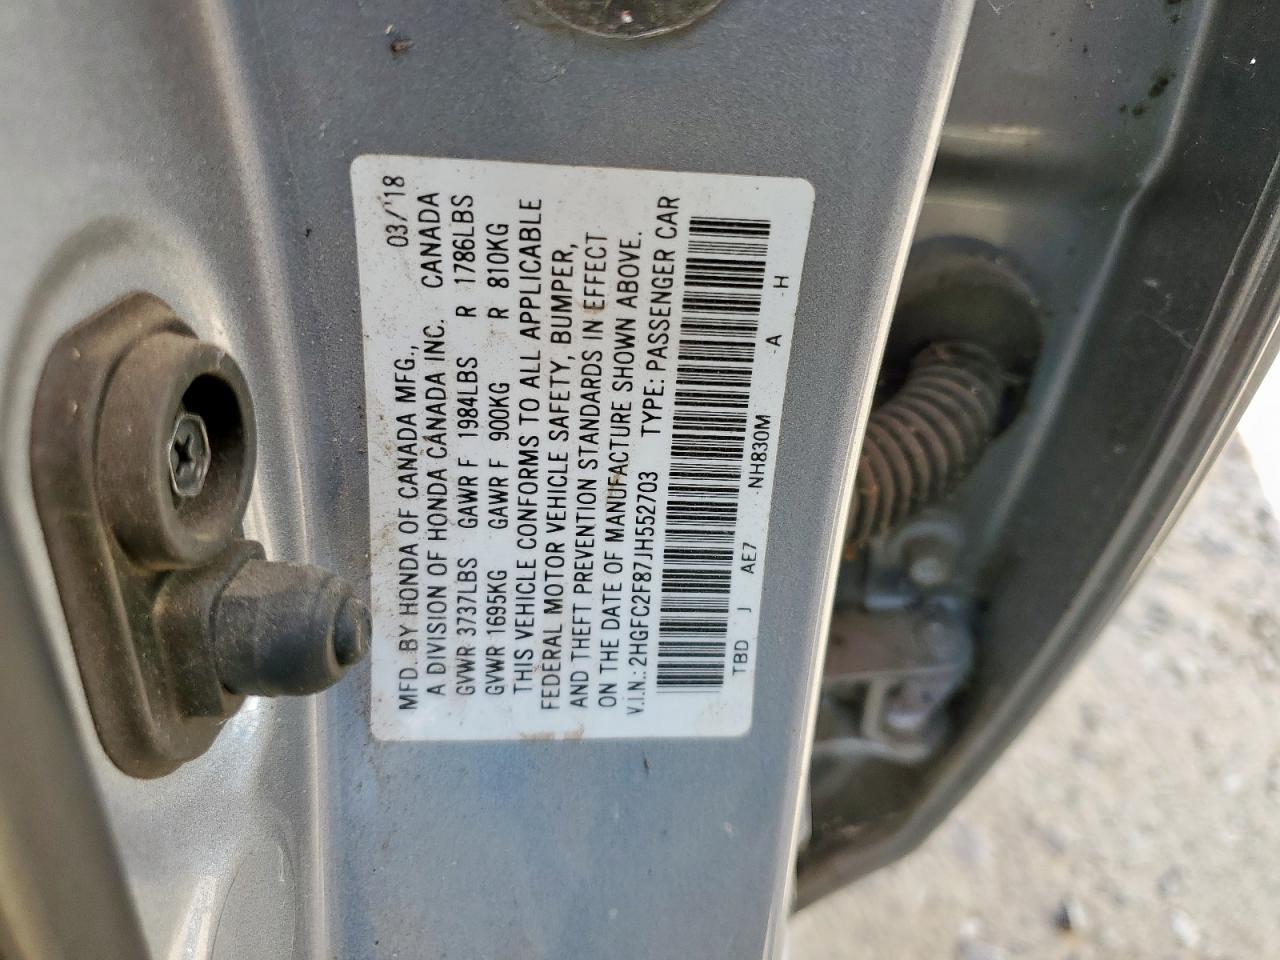 03/'18
MFD. BY HONDA OF CANADA MFG.,
A DIVISION OF HONDA CANADA INC. CANADA
GVWR 3737LBS GAWR F 1984LBS R 1786LBS
GVWR 1695KG GAWR F 900KG R 810KG
THIS VEHICLE CONFORMS TO ALL APPLICABLE
FEDERAL MOTOR VEHICLE SAFETY, BUMPER,
AND THEFT PREVENTION STANDARDS IN EFFECT
ON THE DATE OF MANUFACTURE SHOWN ABOVE.
V.I.N.: 2HGFC2F87JH552703 TYPE: PASSENGER CAR
TBD J AE7 -NH830M -A -H